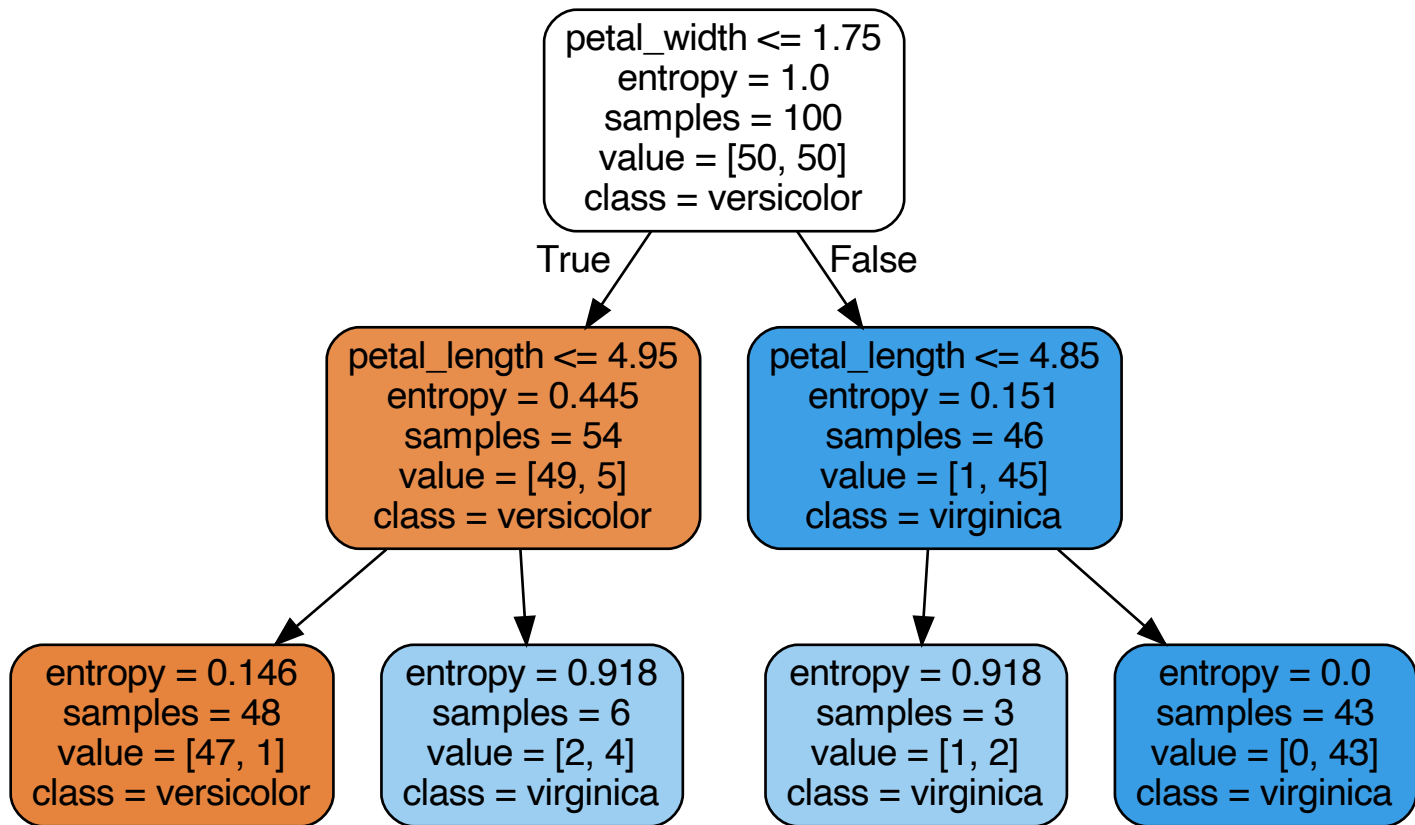 petal_width <= 1.75
entropy = 1.0
samples = 100
value = [50, 50]
class = versicolor
True
False
petal_length <= 4.95
entropy = 0.445
samples = 54
value = [49, 5]
class = versicolor
petal_length <= 4.85
entropy = 0.151
samples = 46
value = [1, 45]
class = virginica
entropy = 0.146
samples = 48
value = [47, 1]
class = versicolor
entropy = 0.918
samples = 6
value = [2, 4]
class = virginica
entropy = 0.918
samples = 3
value = [1, 2]
class = virginica
entropy = 0.0
samples = 43
value = [0, 43]
class = virginica